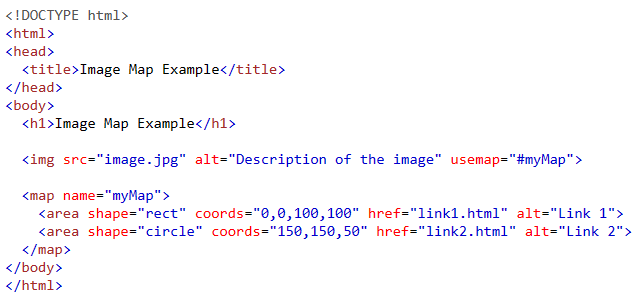 <!DOCTYPE html>
<html>
<head>
  <title>Image Map Example</title>
</head>
<body>
  <h1>Image Map Example</h1>

  <img src="image.jpg" alt="Description of the image" usemap="#myMap">

  <map name="myMap">
    <area shape="rect" coords="0,0,100,100" href="link1.html" alt="Link 1">
    <area shape="circle" coords="150,150,50" href="link2.html" alt="Link 2">
  </map>
</body>
</html>